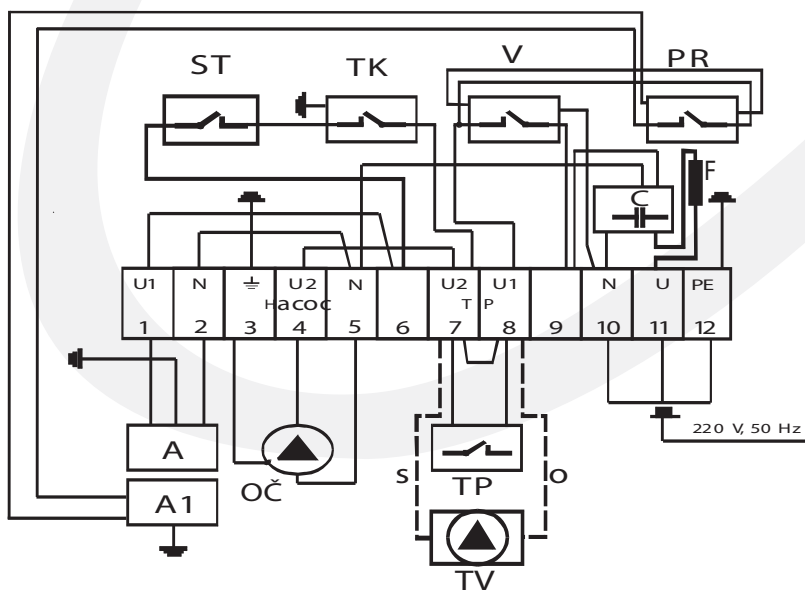 ST TK V PR
F
C
U1 N U2 N U2 U1 N U PE
Насос T P
1 2 3 4 5 6 7 8 9 10 11 12
220 V, 50 Hz
A
OČ
S TP O
A1
TV